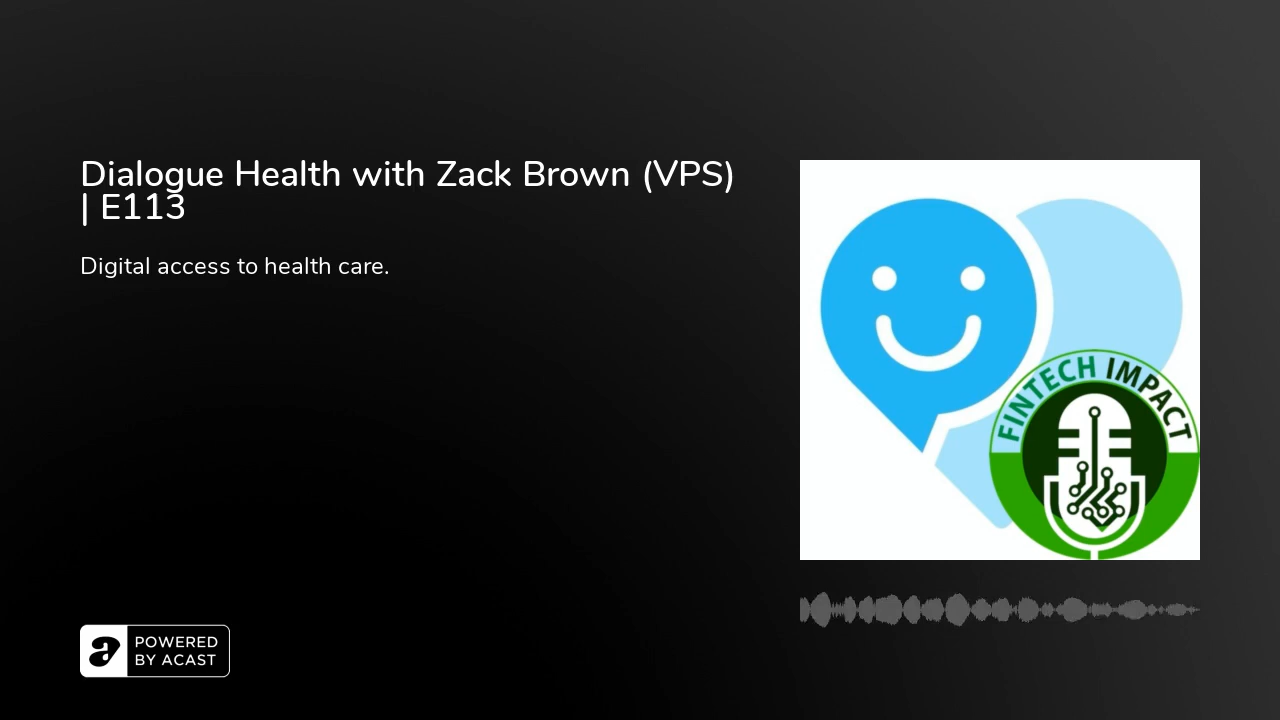 Dialogue Health with Zack Brown (VPS)
| E113
Digital access to health care.
FINTECH IMPACT
a POWERED
BY ACAST